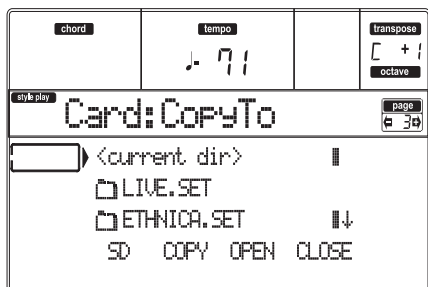 chord tempo transpose
♩= 71 C +1
octave
style play page
Card:CopyTo 3
<current dir>
LIVE.SET
ETHNICA.SET
SD COPY OPEN CLOSE